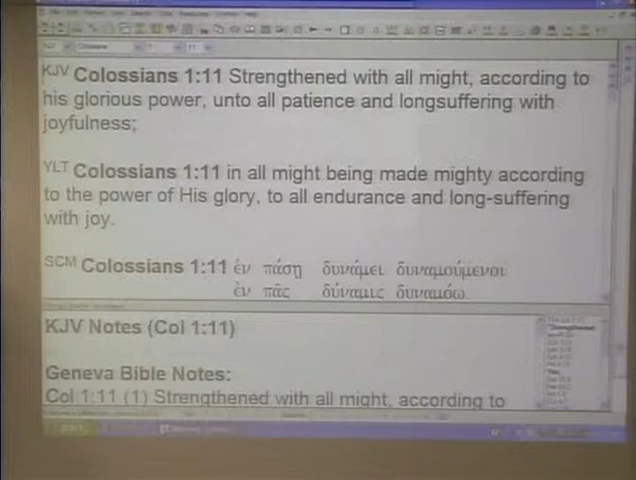 KJV Colossians 1:11 Strengthened with all might, according to
his glorious power, unto all patience and longsuffering with
joyfulness;
YLT Colossians 1:11 in all might being made mighty according
to the power of His glory, to all endurance and long-suffering
with joy.
SCM Colossians 1:11 ἐν πάσῃ δυνάμει δυναμούμενοι
ἐν πᾶς δύναμις δυναμόω
KJV Notes (Col 1:11)
Geneva Bible Notes:
Col 1:11 (1) Strengthened with all might, according to